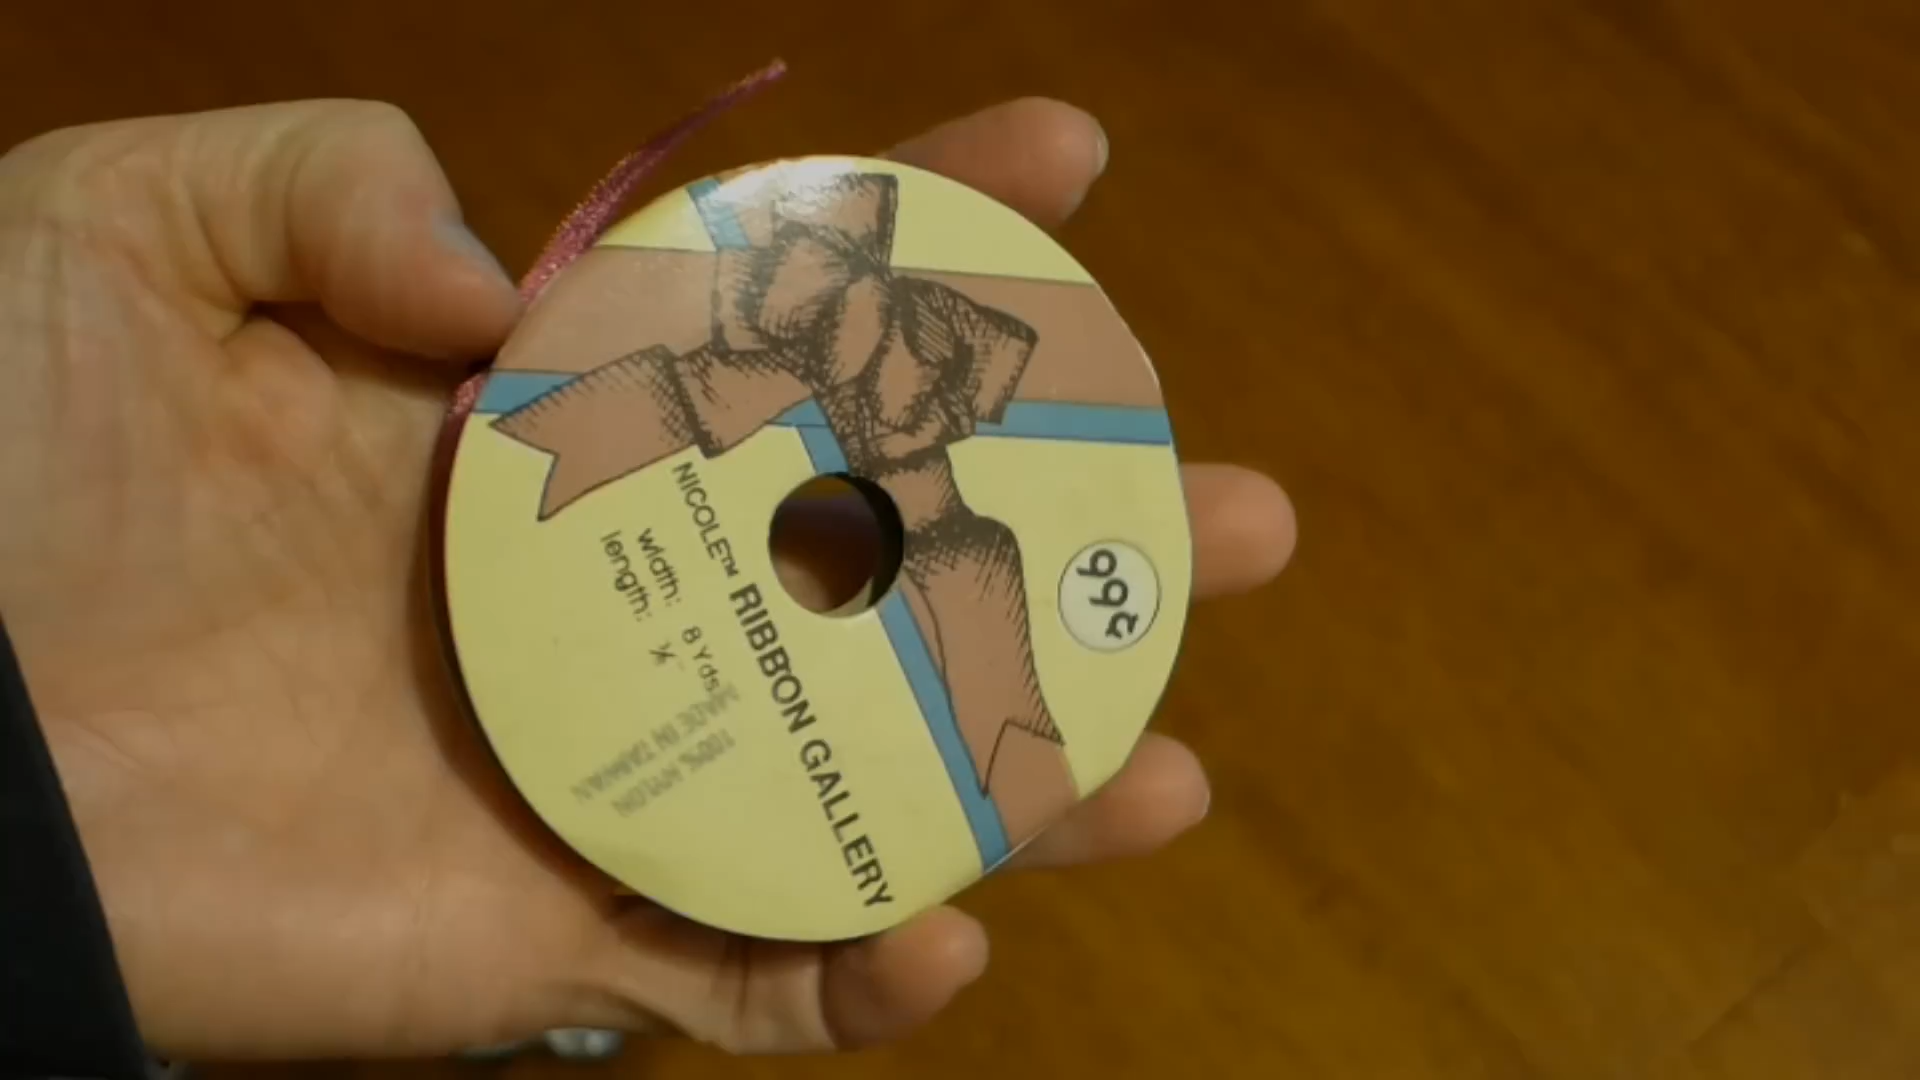 NICOLE™ RIBBON GALLERY
width: 8 Yds.
length: ⅛"
MADE IN TAIWAN
100% NYLON
99¢